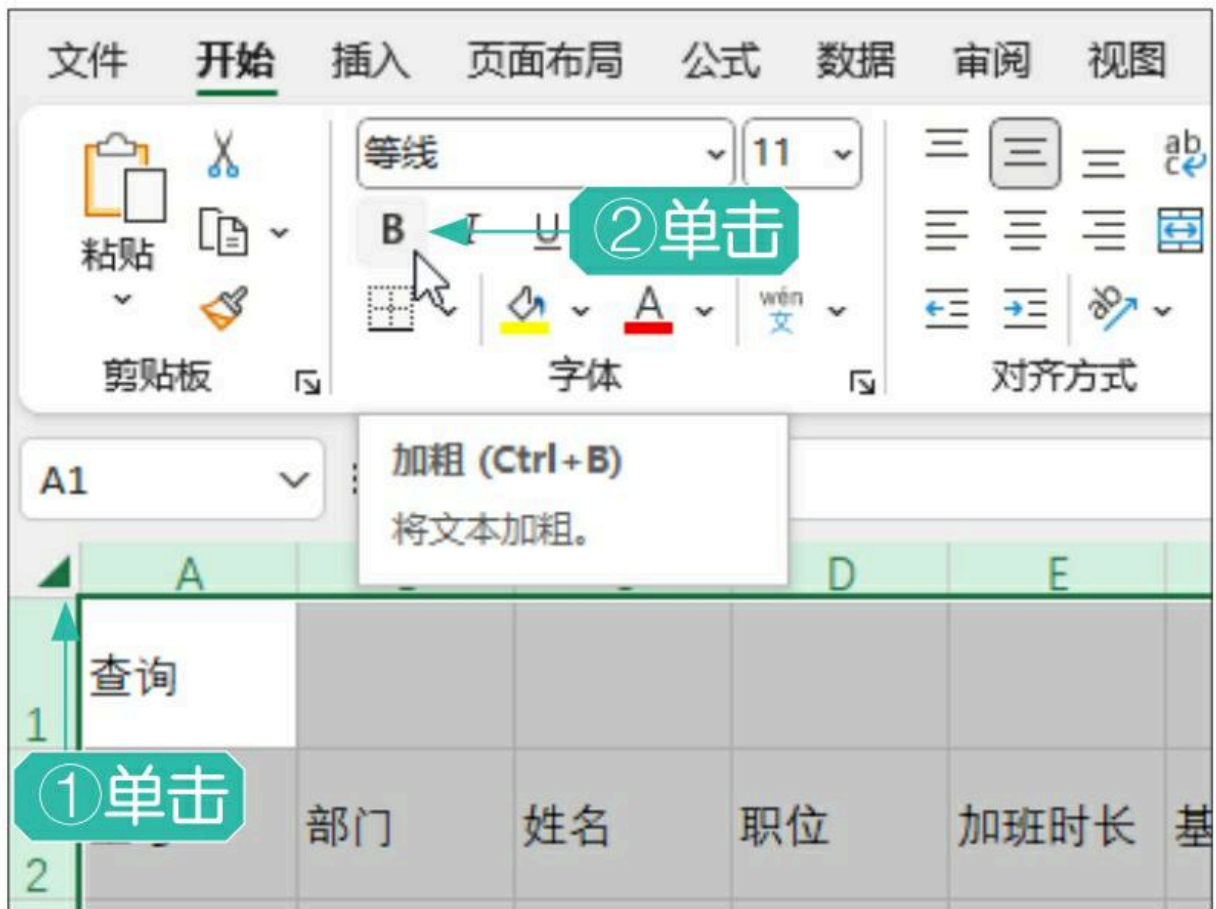 文件 开始 插入 页面布局 公式 数据 审阅 视图
等线 11 ab
c
粘贴 B I U ②单击
A wén
文 ab
剪贴板 字体 对齐方式
加粗 (Ctrl+B)
A1
将文本加粗。
A D E
查询
1
①单击
部门 姓名 职位 加班时长 基
2